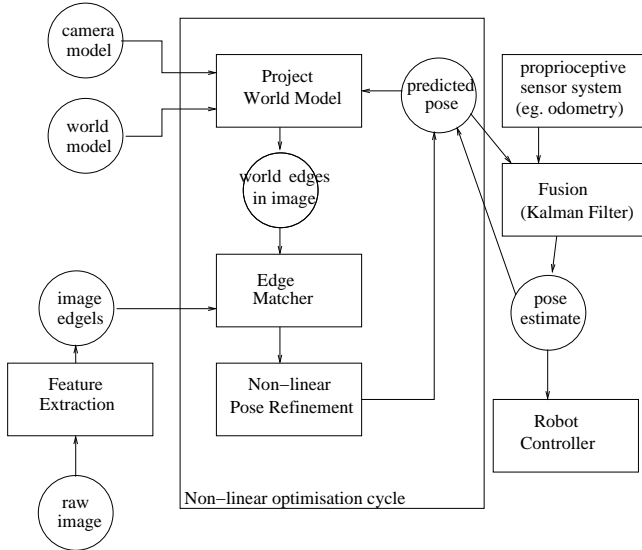 camera
model
world
model
Project
World Model
predicted
pose
proprioceptive
sensor system
(eg. odometry)
world edges
in image
Fusion
(Kalman Filter)
image
edgels
Edge
Matcher
pose
estimate
Feature
Extraction
Non−linear
Pose Refinement
Robot
Controller
raw
image
Non−linear optimisation cycle